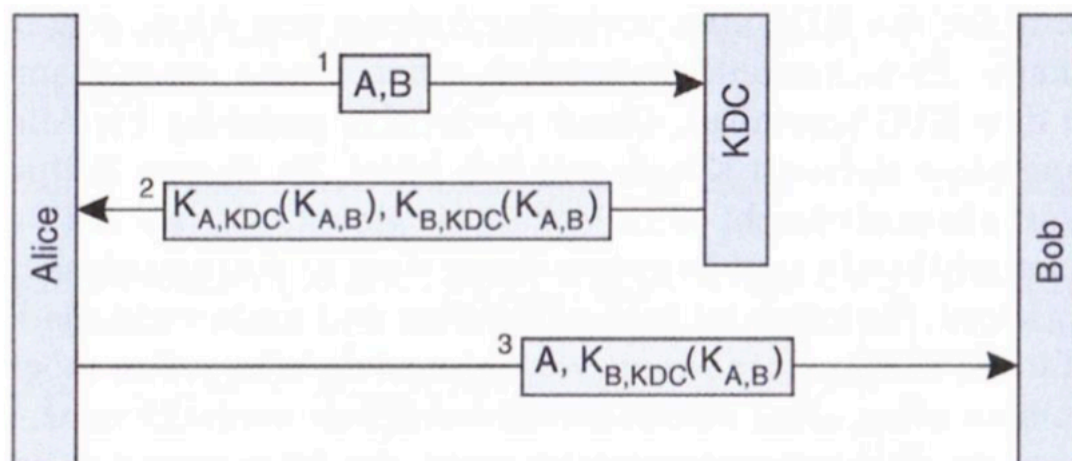 1
A,B
KDC
2
K_A,KDC(K_A,B), K_B,KDC(K_A,B)
Alice
Bob
3
A, K_B,KDC(K_A,B)